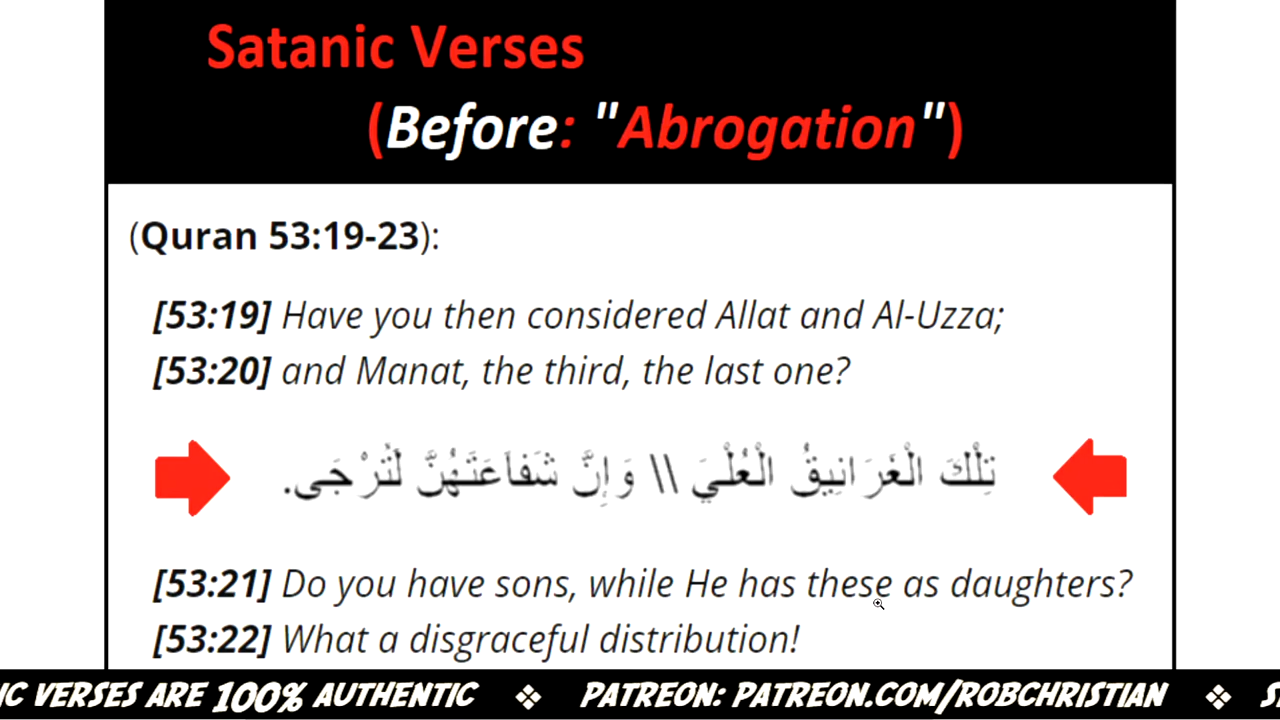 Satanic Verses
(Before: "Abrogation")
(Quran 53:19-23):
[53:19] Have you then considered Allat and Al-Uzza;
[53:20] and Manat, the third, the last one?
تِلْكَ الْغَرَانِيقُ الْعُلْيَ \\ وَإِنَّ شَفَاعَتَهُنَّ لَتُرْجَى.
[53:21] Do you have sons, while He has these as daughters?
[53:22] What a disgraceful distribution!
IC VERSES ARE 100% AUTHENTIC ❖ PATREON: PATREON.COM/ROBCHRISTIAN ❖ S